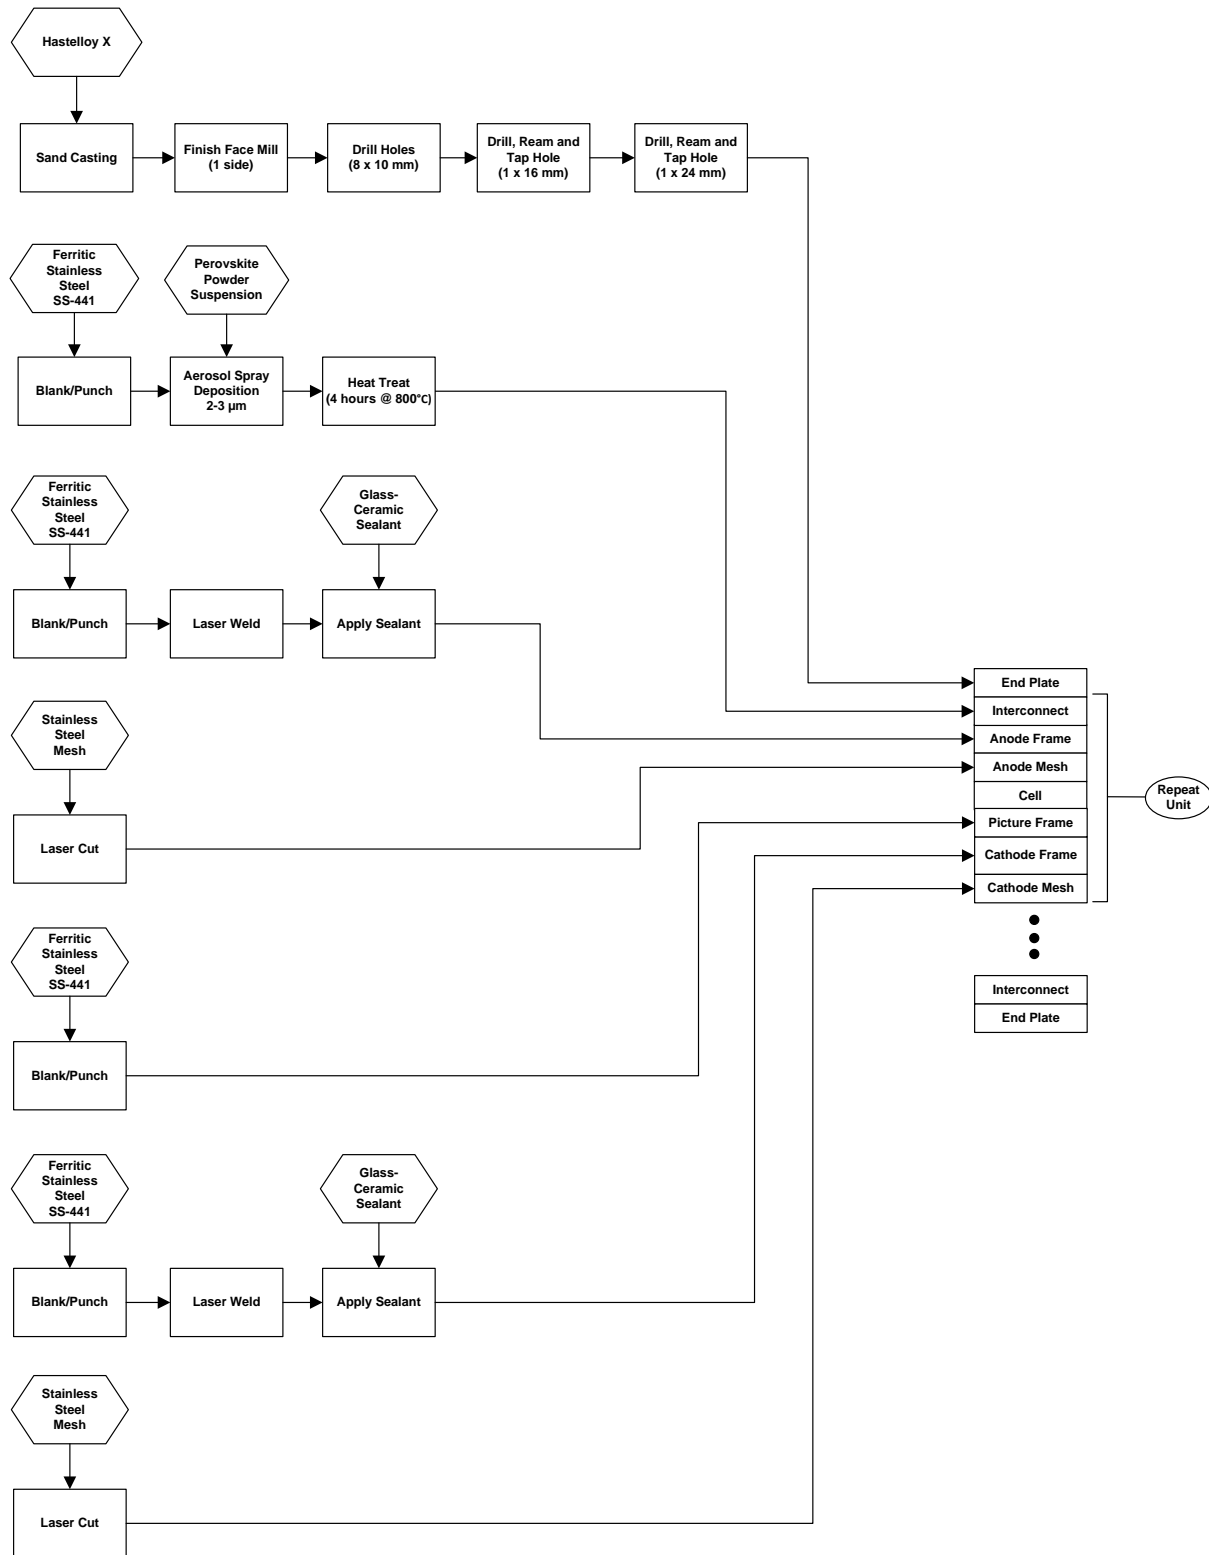 Hastelloy X
Sand Casting
Finish Face Mill
(1 side)
Drill Holes
(8 x 10 mm)
Drill, Ream and
Tap Hole
(1 x 16 mm)
Drill, Ream and
Tap Hole
(1 x 24 mm)
Ferritic
Stainless
Steel
SS-441
Perovskite
Powder
Suspension
Blank/Punch
Aerosol Spray
Deposition
2-3 µm
Heat Treat
(4 hours @ 800°C)
Ferritic
Stainless
Steel
SS-441
Glass-
Ceramic
Sealant
Blank/Punch
Laser Weld
Apply Sealant
Stainless
Steel
Mesh
Laser Cut
End Plate
Interconnect
Anode Frame
Anode Mesh
Cell
Picture Frame
Cathode Frame
Cathode Mesh
Repeat
Unit
Interconnect
End Plate
Ferritic
Stainless
Steel
SS-441
Blank/Punch
Ferritic
Stainless
Steel
SS-441
Glass-
Ceramic
Sealant
Blank/Punch
Laser Weld
Apply Sealant
Stainless
Steel
Mesh
Laser Cut